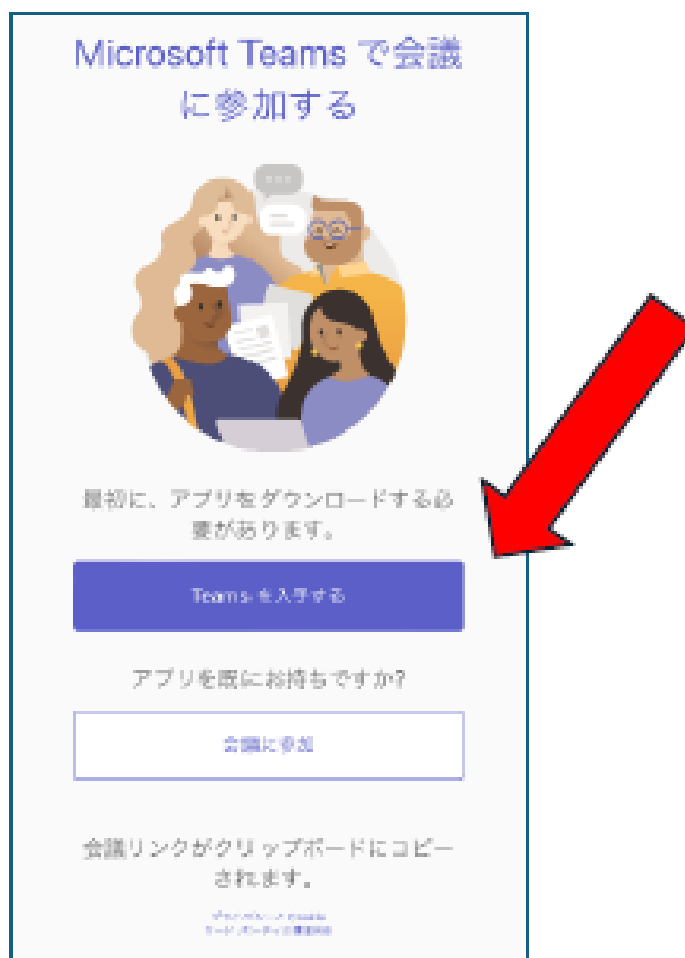 Microsoft Teams で会議
に参加する
最初に、アプリをダウンロードする必
要があります。
Teams を入手する
アプリを既にお持ちですか?
会議に参加
会議リンクがクリップボードにコピー
されます。